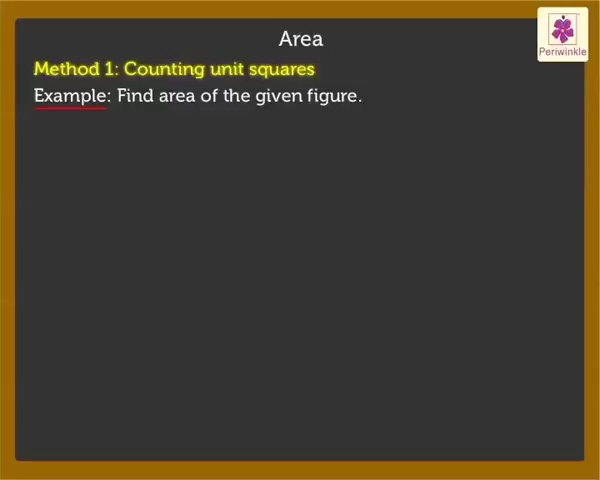 Area
Periwinkle
Method 1: Counting unit squares
Example: Find area of the given figure.